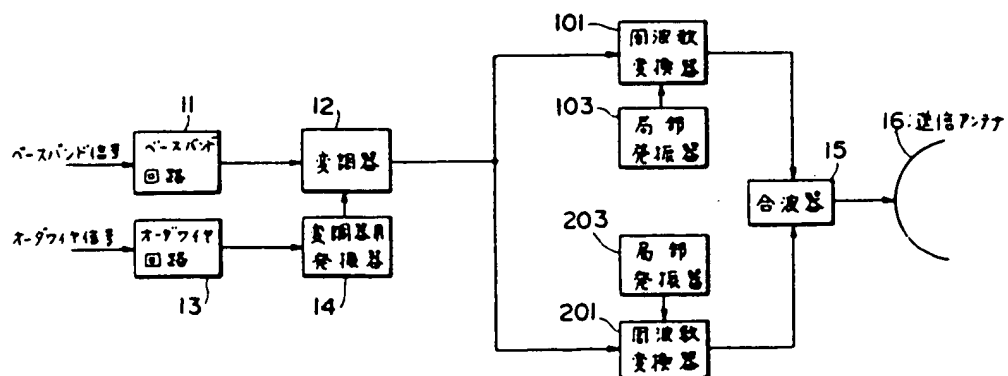 101
周波数
変換器
103
局部
発振器
11
12
ベースバンド信号
ベースバンド
回路
変調器
16:送信アンテナ
15
合波器
オーダワイヤ信号
オーダワイヤ
回路
変調器用
発振器
13
14
203
局部
発振器
201
周波数
変換器